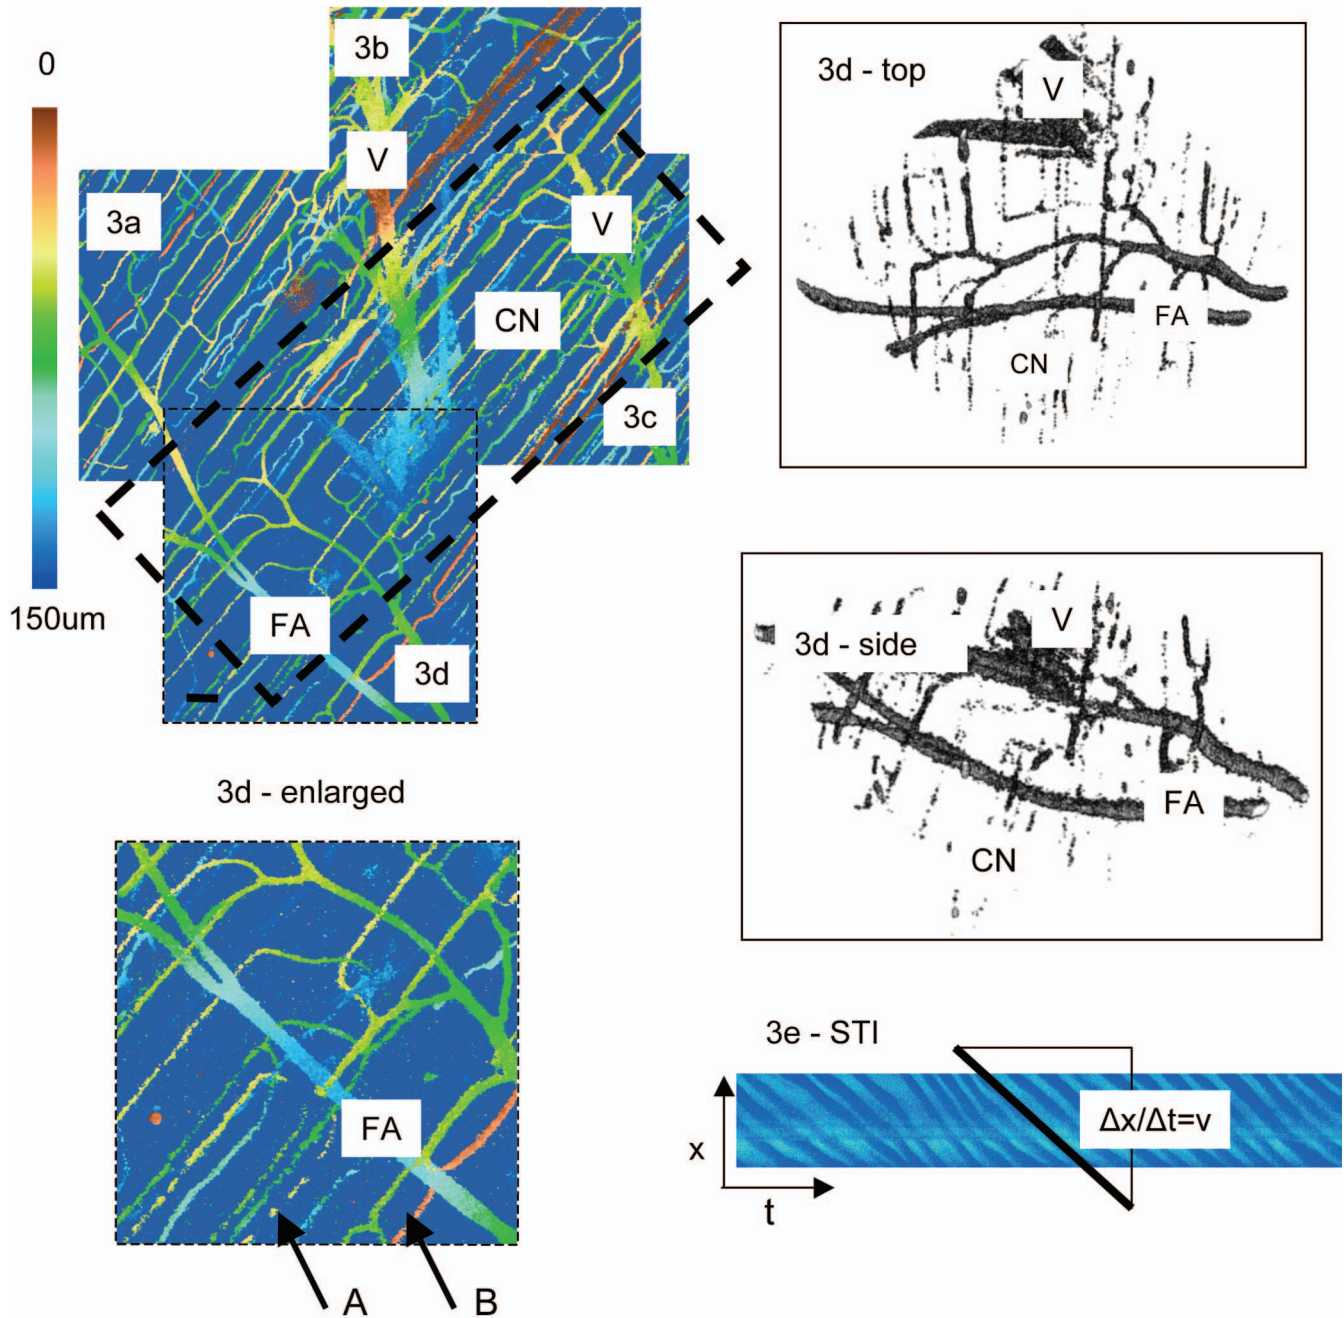 0
150um
3b
V
3a
V
CN
3c
FA
3d
3d - top
V
FA
CN
3d - side
V
FA
CN
3d - enlarged
FA
A
B
3e - STI
x
t
Δx/Δt=v